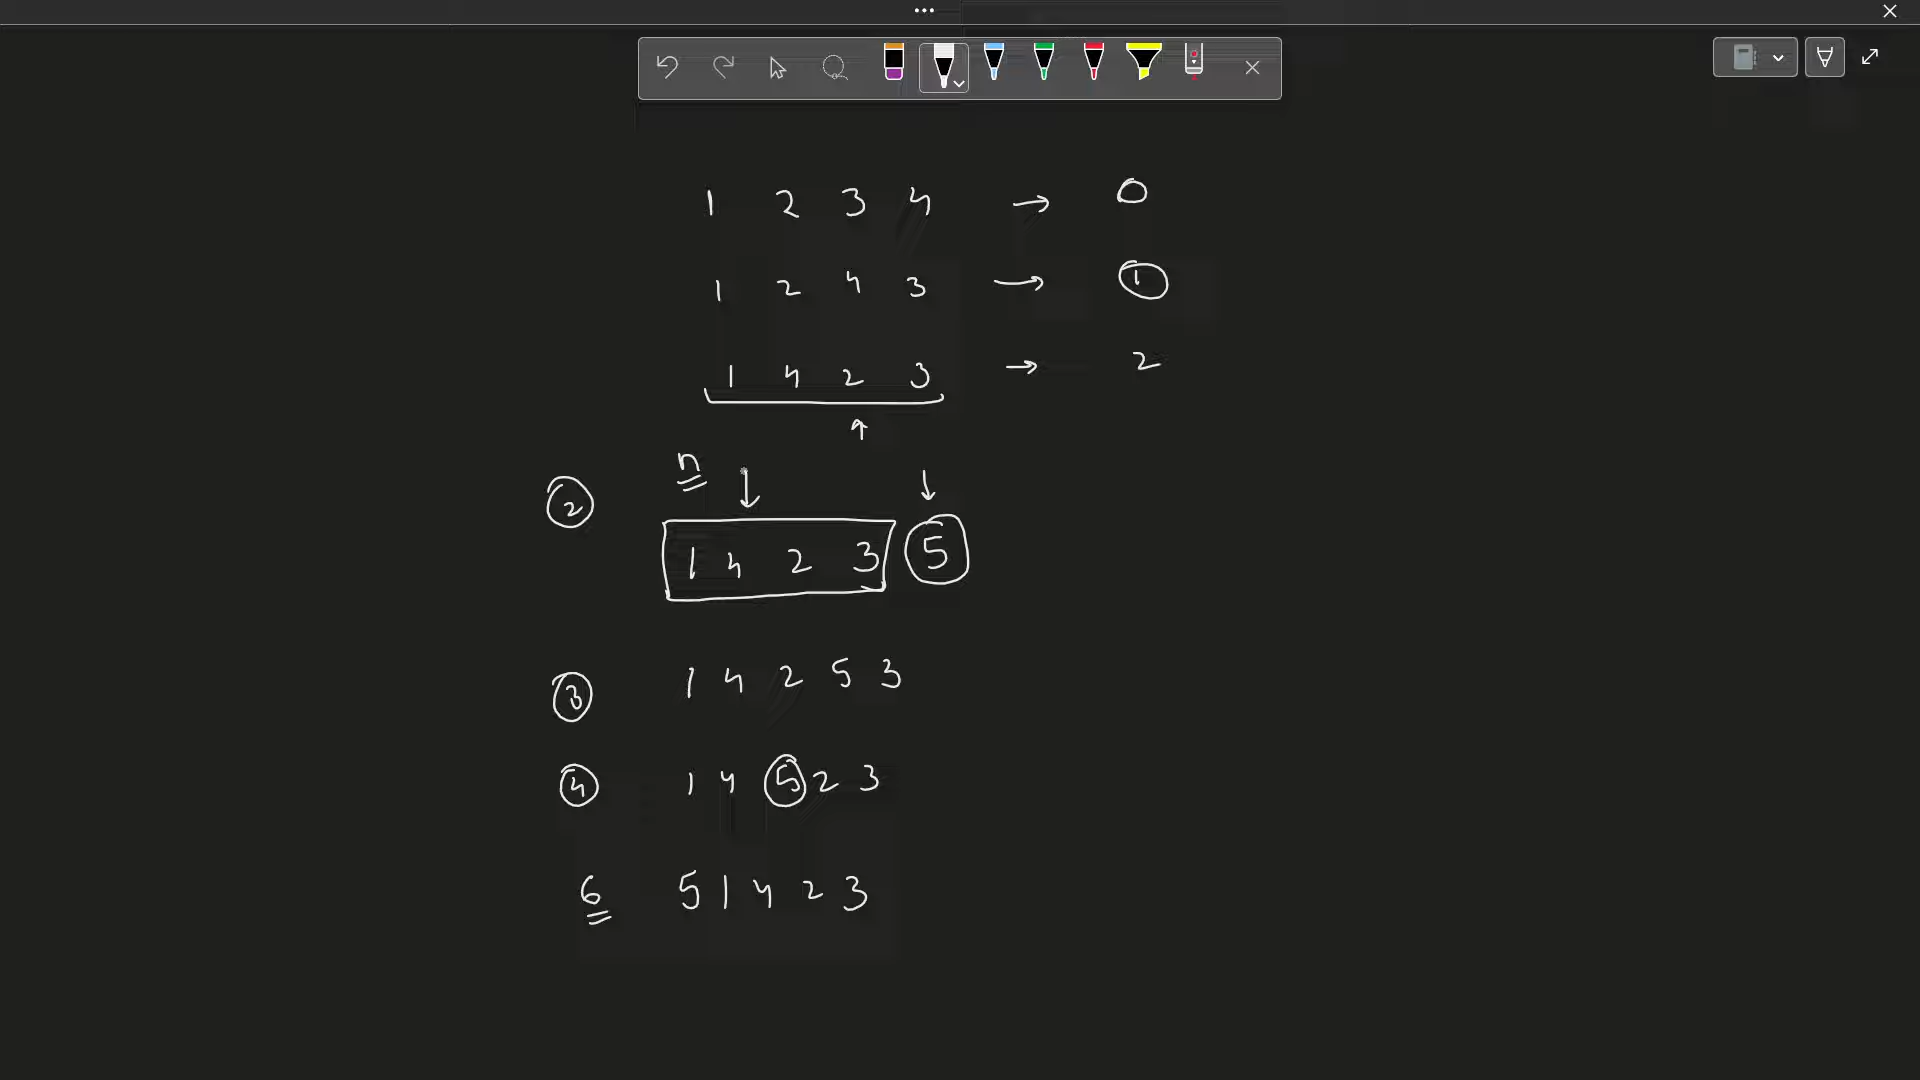 1 2 3 4 → 0
1 2 4 3 → 1
1 4 2 3 → 2
n
2 1 4 2 3 5
3 1 4 2 5 3
4 1 4 5 2 3
6 5 1 4 2 3